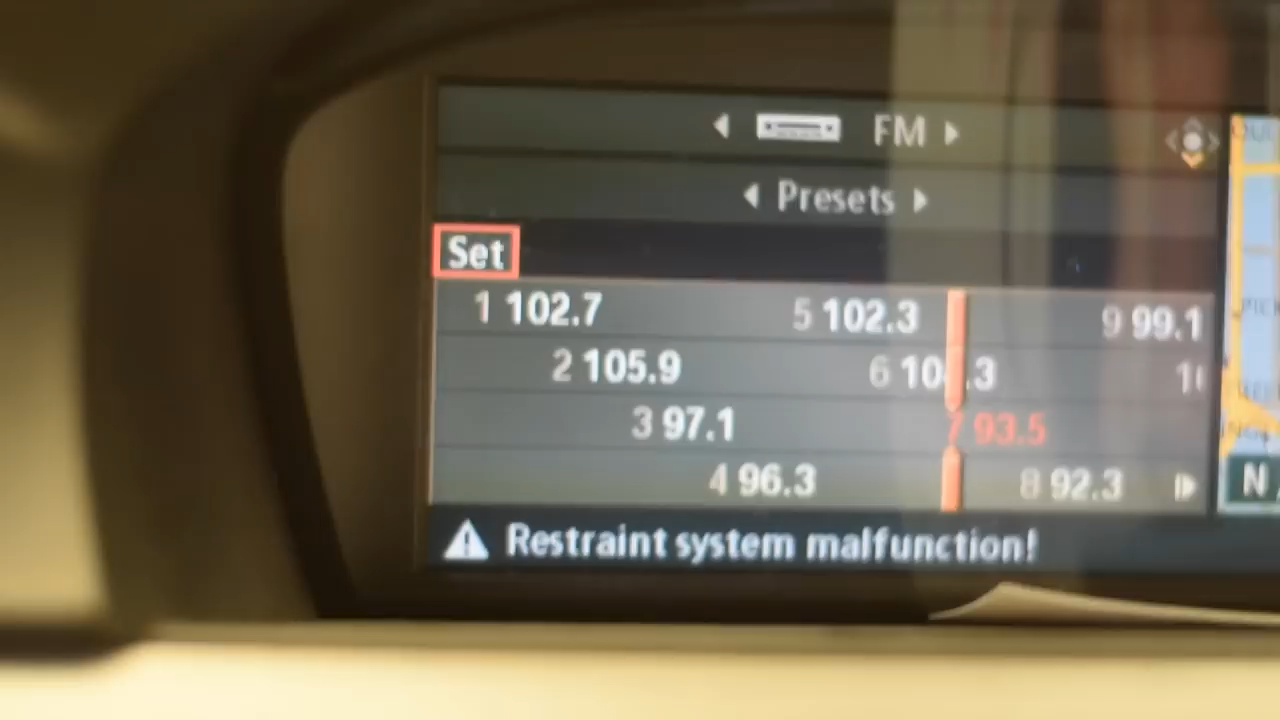 FM
Presets
Set
1 102.7 5 102.3 9 99.1
2 105.9 6 10 .3
3 97.1 7 93.5
4 96.3 8 92.3
N
Restraint system malfunction!